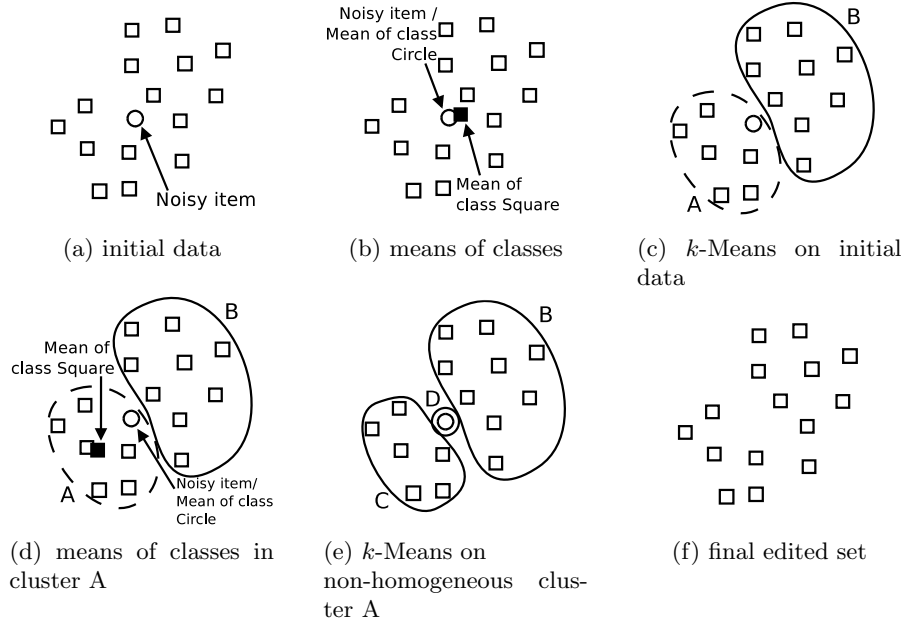 Noisy item
(a) initial data
Noisy item /
Mean of class
Circle
Mean of
class Square
(b) means of classes
B
A
(c) k-Means on initial
data
B
Mean of
class Square
A
Noisy item/
Mean of class
Circle
(d) means of classes in
cluster A
B
D
C
(e) k-Means on
non-homogeneous clus-
ter A
(f) final edited set